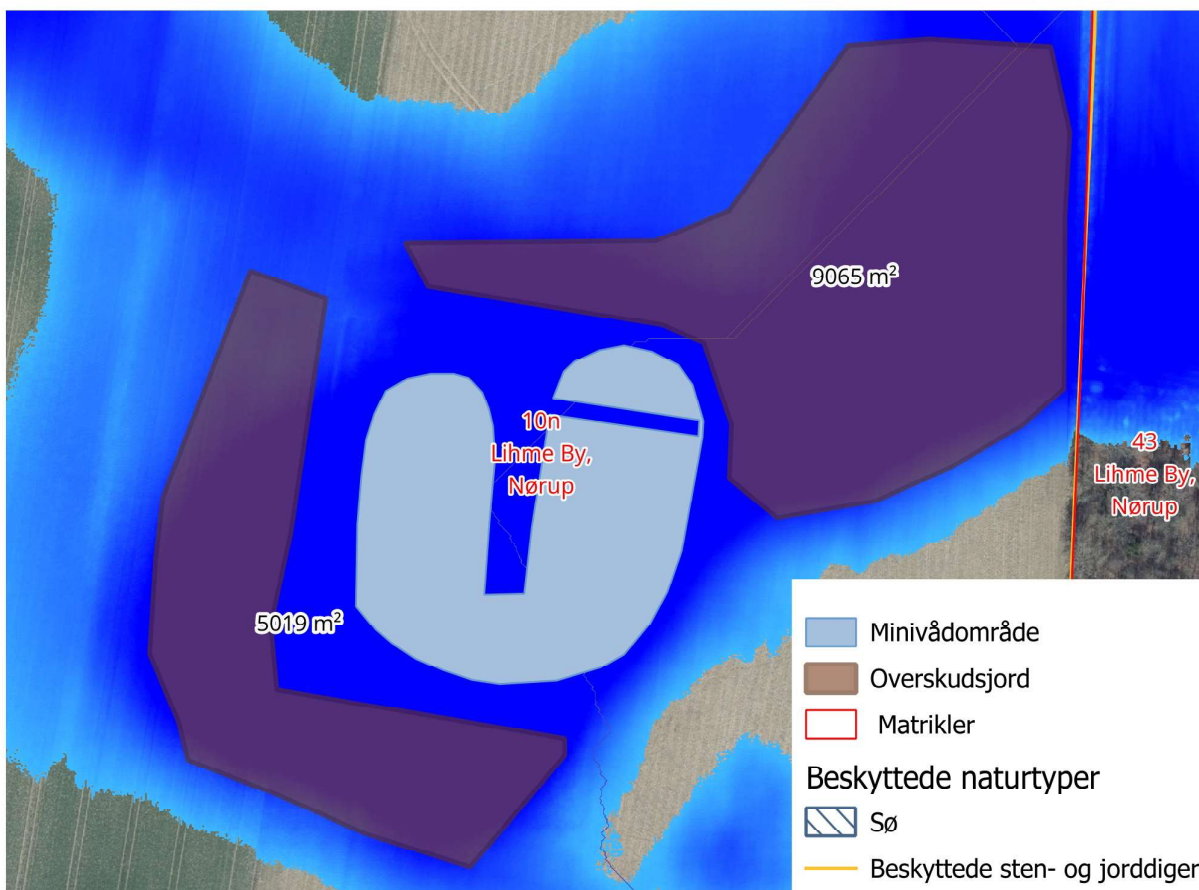 9065 m²
10n
Lihme By,
Nørup
43
Lihme By,
Nørup
5019 m²
Minivådområde
Overskudsjord
Matrikler
Beskyttede naturtyper
Sø
Beskyttede sten- og jorddiger